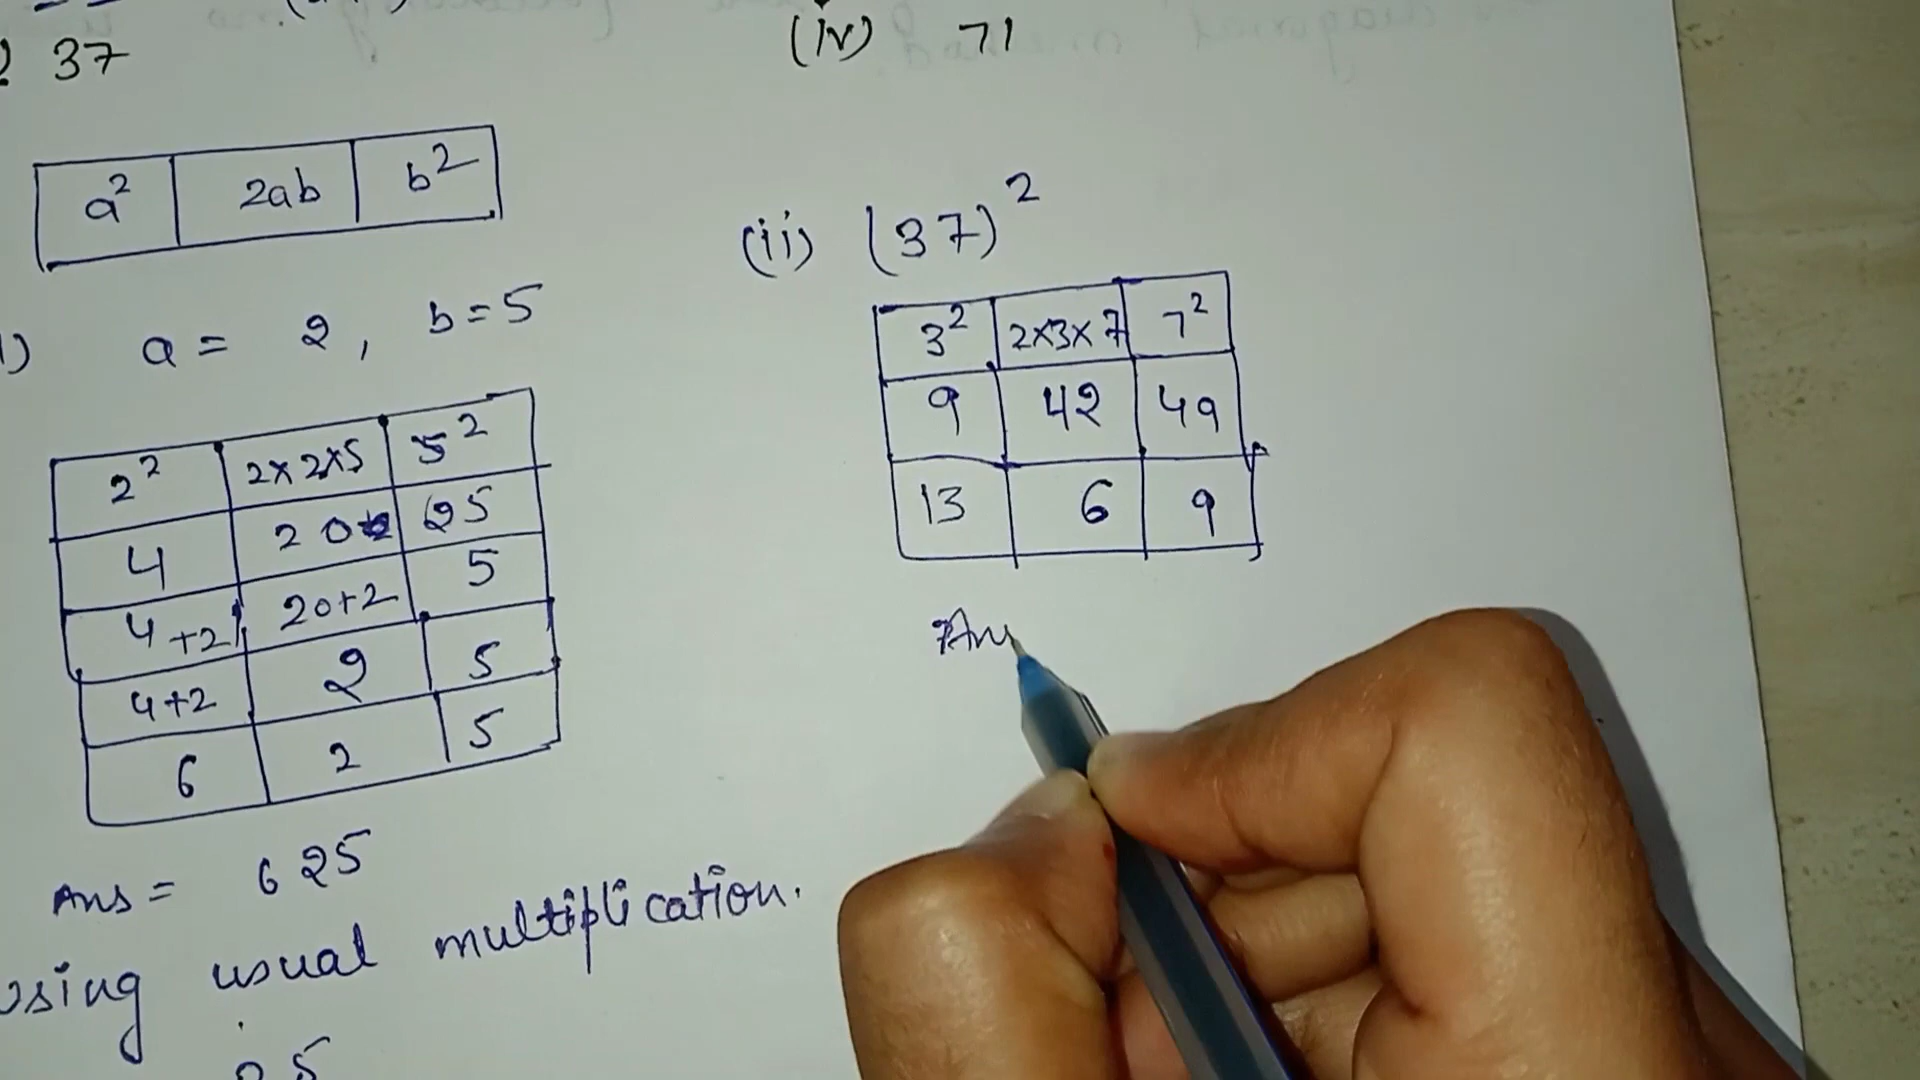 37
(iv) 71
a² 2ab b²
a = 2, b = 5
2² 2×2×5 5²
4 20 25
4+2 20+2 5
4+2 2 5
6 2 5
Ans = 625
using usual multiplication.
25
(ii) (37)²
3² 2×3×7 7²
9 42 49
13 6 9
Ans